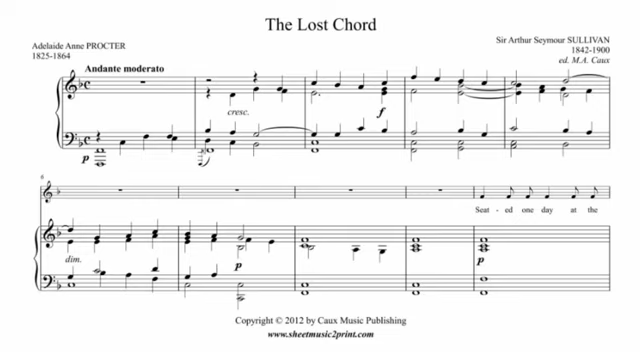 The Lost Chord
Adelaide Anne PROCTER
1825-1864
Sir Arthur Seymour SULLIVAN
1842-1900
ed. M.A. Caux
Andante moderato
cresc.
f
p
6
Seat - ed one day at the
dim.
p
p
Copyright © 2012 by Caux Music Publishing
www.sheetmusic2print.com